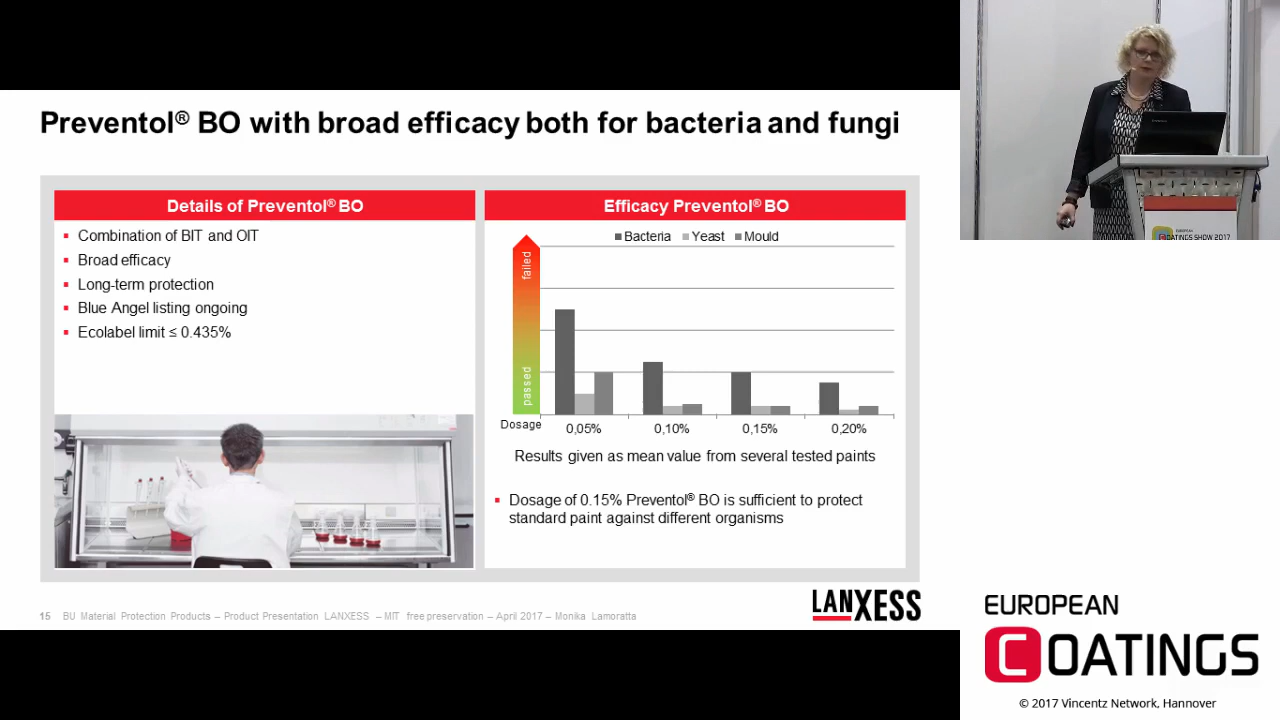 Preventol® BO with broad efficacy both for bacteria and fungi
Details of Preventol® BO
▪ Combination of BIT and OIT
▪ Broad efficacy
▪ Long-term protection
▪ Blue Angel listing ongoing
▪ Ecolabel limit ≤ 0.435%
Efficacy Preventol® BO
Bacteria Yeast Mould
failed
passed
Dosage 0,05% 0,10% 0,15% 0,20%
Results given as mean value from several tested paints
▪ Dosage of 0.15% Preventol® BO is sufficient to protect
standard paint against different organisms
15 BU Material Protection Products – Product Presentation LANXESS – MIT free preservation – April 2017 – Monika Lamoratta
LANXESS
EUROPEAN
COATINGS SHOW 2017
EUROPEAN
COATINGS
© 2017 Vincentz Network, Hannover